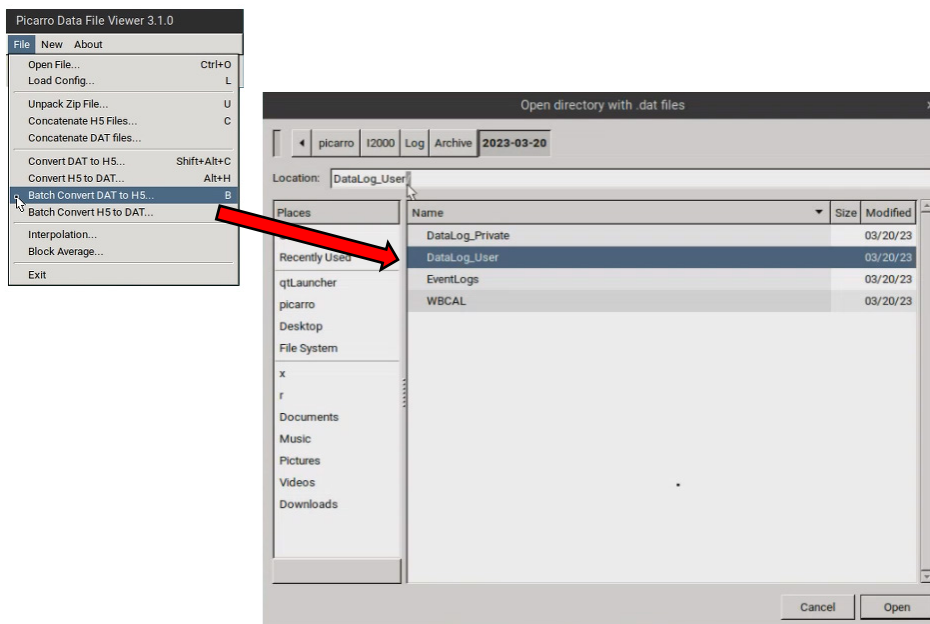 Picarro Data File Viewer 3.1.0
File New About
Open File... Ctrl+O
Load Config... L
Unpack Zip File... U
Concatenate H5 Files... C
Concatenate DAT files...
Convert DAT to H5... Shift+Alt+C
Convert H5 to DAT... Alt+H
Batch Convert DAT to H5... B
Batch Convert H5 to DAT...
Interpolation...
Block Average...
Exit
Open directory with .dat files
picarro I2000 Log Archive 2023-03-20
Location: DataLog_User
Places Name Size Modified
DataLog_Private 03/20/23
Recently Used DataLog_User 03/20/23
qtLauncher EventLogs 03/20/23
picarro WBCAL 03/20/23
Desktop
File System
x
r
Documents
Music
Pictures
Videos
Downloads
Cancel Open